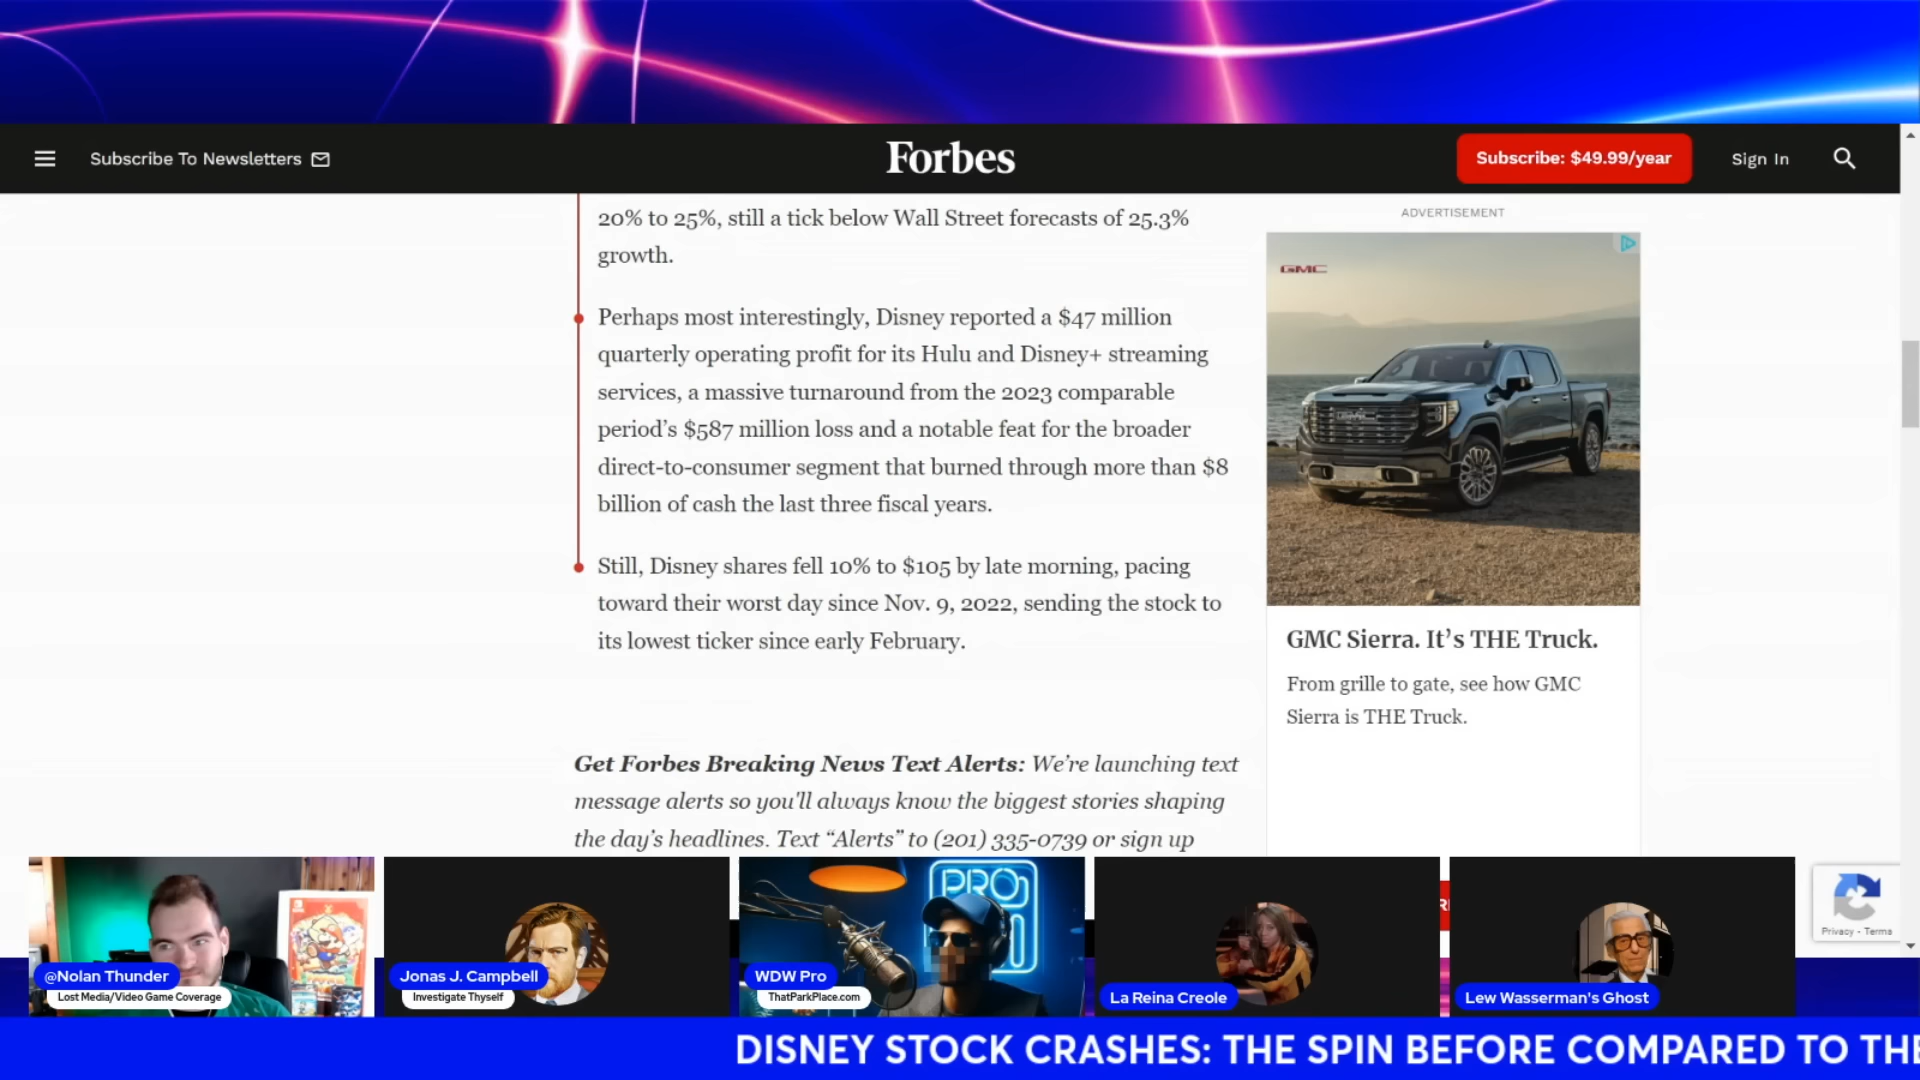 Subscribe To Newsletters
Forbes
Subscribe: $49.99/year
Sign In
20% to 25%, still a tick below Wall Street forecasts of 25.3%
growth.
Perhaps most interestingly, Disney reported a $47 million
quarterly operating profit for its Hulu and Disney+ streaming
services, a massive turnaround from the 2023 comparable
period’s $587 million loss and a notable feat for the broader
direct-to-consumer segment that burned through more than $8
billion of cash the last three fiscal years.
Still, Disney shares fell 10% to $105 by late morning, pacing
toward their worst day since Nov. 9, 2022, sending the stock to
its lowest ticker since early February.
Get Forbes Breaking News Text Alerts: We’re launching text
message alerts so you'll always know the biggest stories shaping
the day’s headlines. Text “Alerts” to (201) 335-0739 or sign up
ADVERTISEMENT
GMC
GMC Sierra. It’s THE Truck.
From grille to gate, see how GMC
Sierra is THE Truck.
Privacy - Terms
@Nolan Thunder
Lost Media/Video Game Coverage
Jonas J. Campbell
Investigate Thyself
PRO
WDW Pro
ThatParkPlace.com
La Reina Creole
Lew Wasserman's Ghost
DISNEY STOCK CRASHES: THE SPIN BEFORE COMPARED TO THE